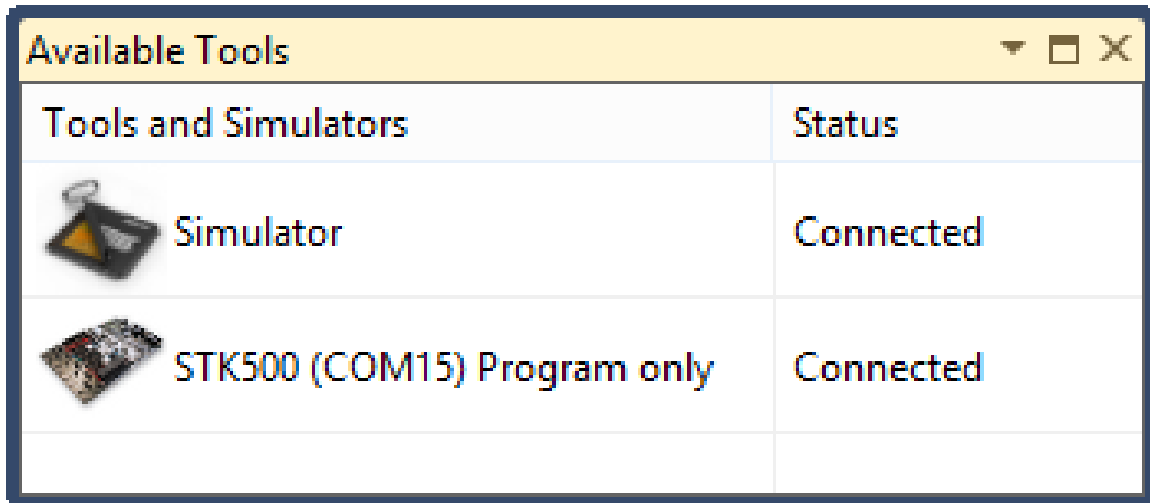 Available Tools
Tools and Simulators Status
Simulator Connected
STK500 (COM15) Program only Connected